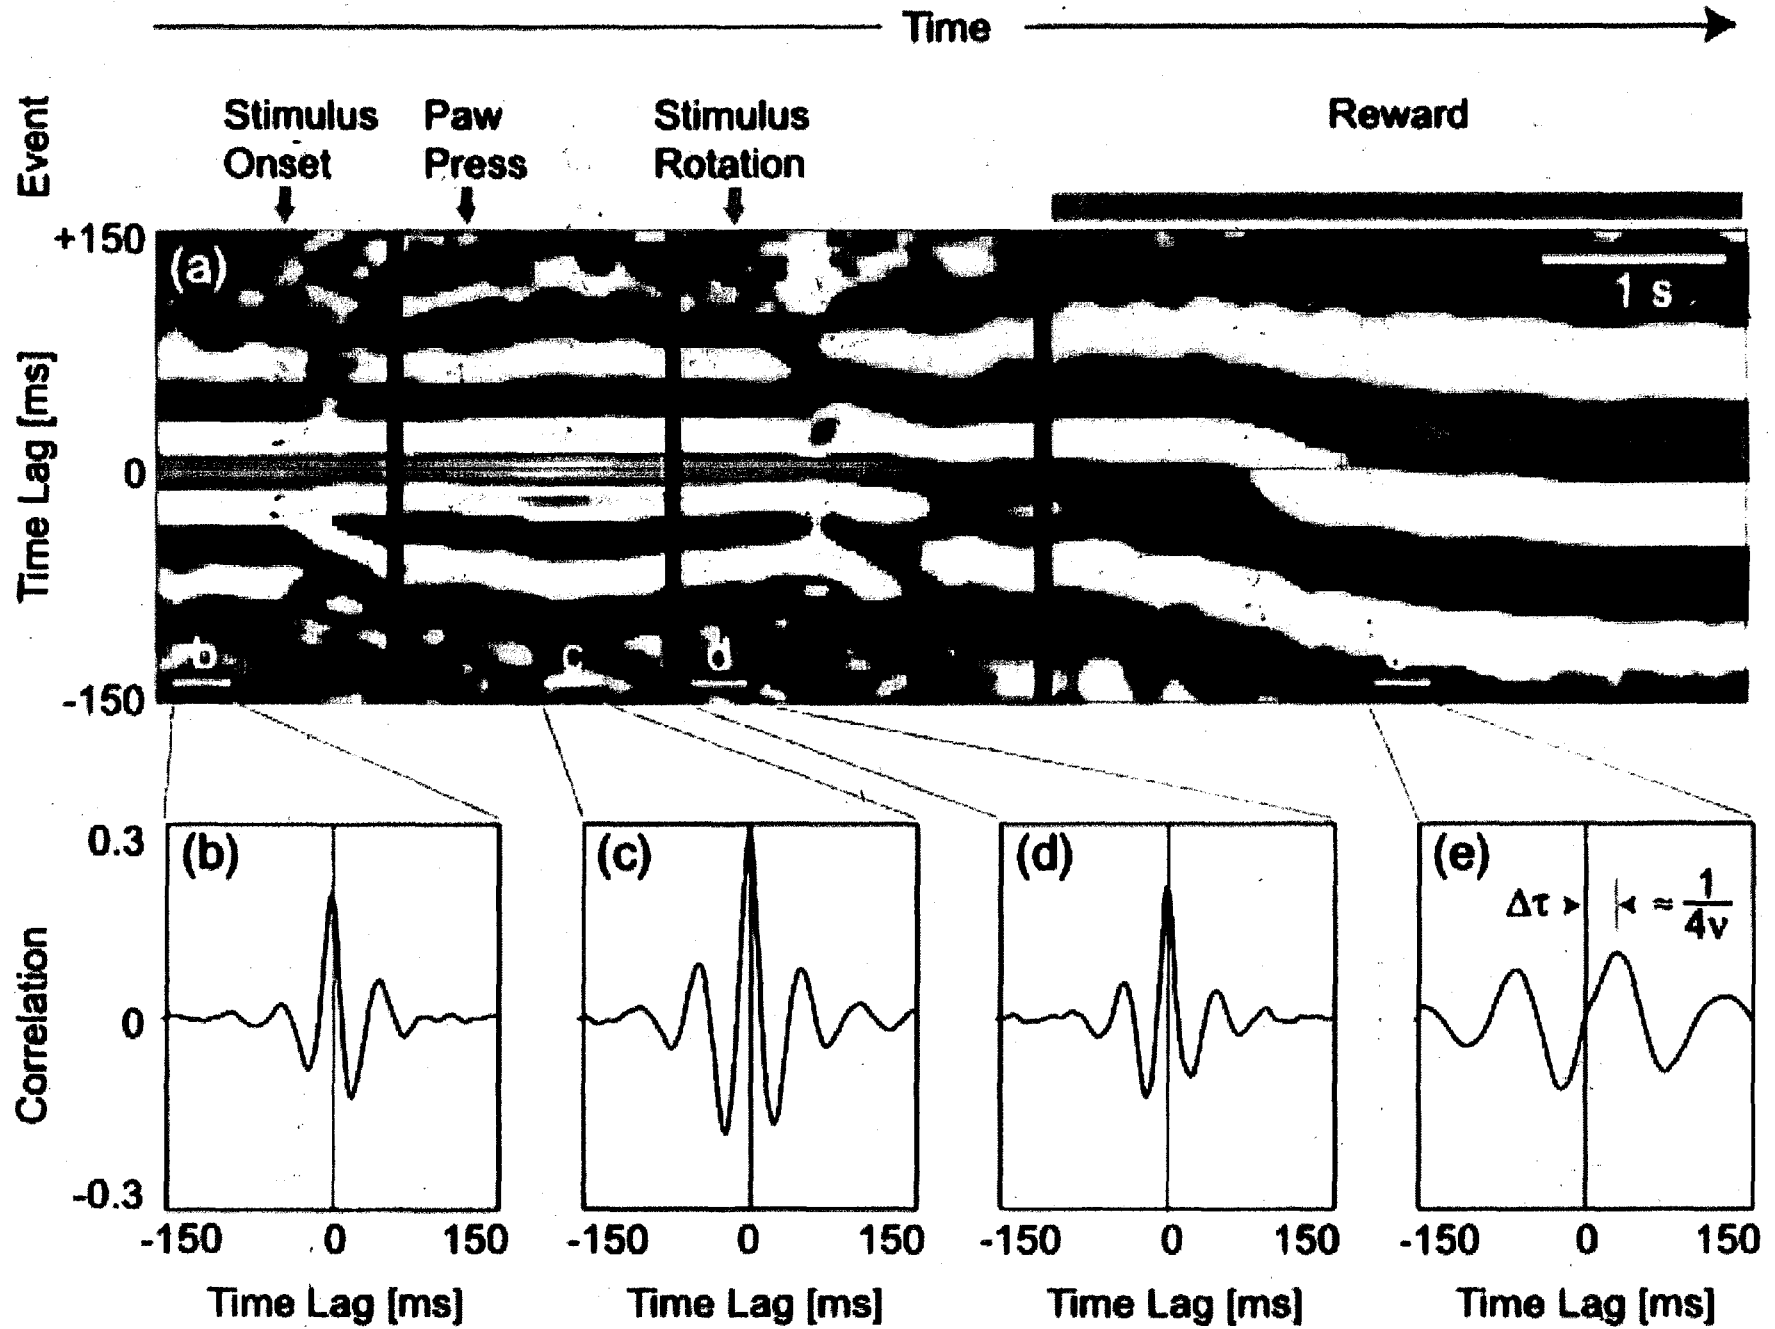 Time
Event
Stimulus Onset
Paw Press
Stimulus Rotation
Reward
+150
(a)
1 s
Time Lag [ms]
0
b
c
d
-150
0.3
(b)
(c)
(d)
(e)
Δτ ≈ 1/4ν
Correlation
0
-0.3
-150 0 150
-150 0 150
-150 0 150
-150 0 150
Time Lag [ms]
Time Lag [ms]
Time Lag [ms]
Time Lag [ms]